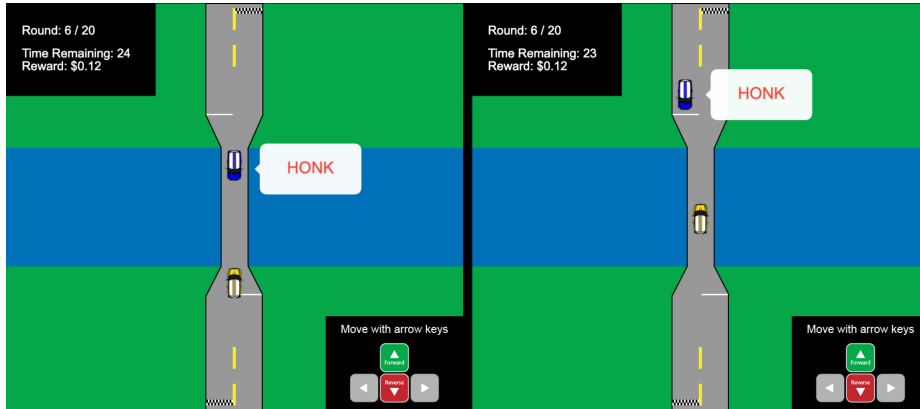 Round: 6 / 20
Time Remaining: 24
Reward: $0.12
HONK
Move with arrow keys
Forward
Reverse
Round: 6 / 20
Time Remaining: 23
Reward: $0.12
HONK
Move with arrow keys
Forward
Reverse